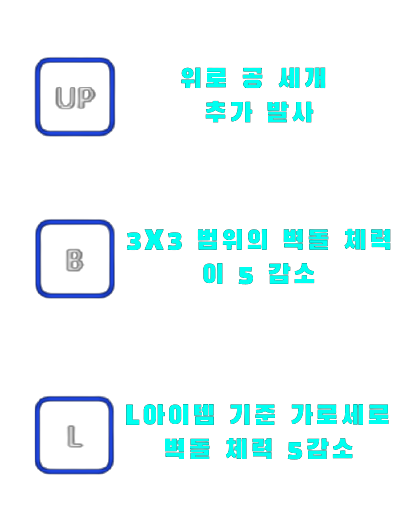 UP
위로 공 세개
추가 발사
B
3X3 범위의 벽돌 체력
이 5 감소
L
L아이템 기준 가로세로
벽돌 체력 5감소